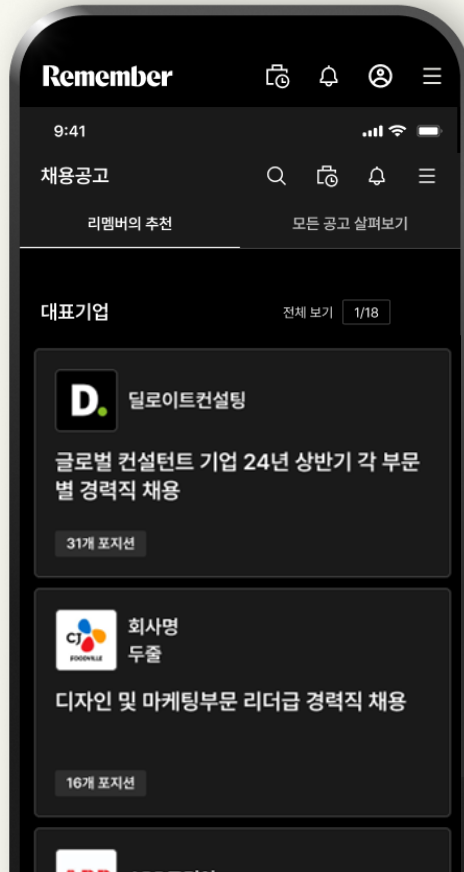 Remember
9:41
채용공고
리멤버의 추천
모든 공고 살펴보기
대표기업
전체 보기
1/18
D.
딜로이트컨설팅
글로벌 컨설턴트 기업 24년 상반기 각 부문
별 경력직 채용
31개 포지션
CJ
FOODVILLE
회사명
두줄
디자인 및 마케팅부문 리더급 경력직 채용
16개 포지션